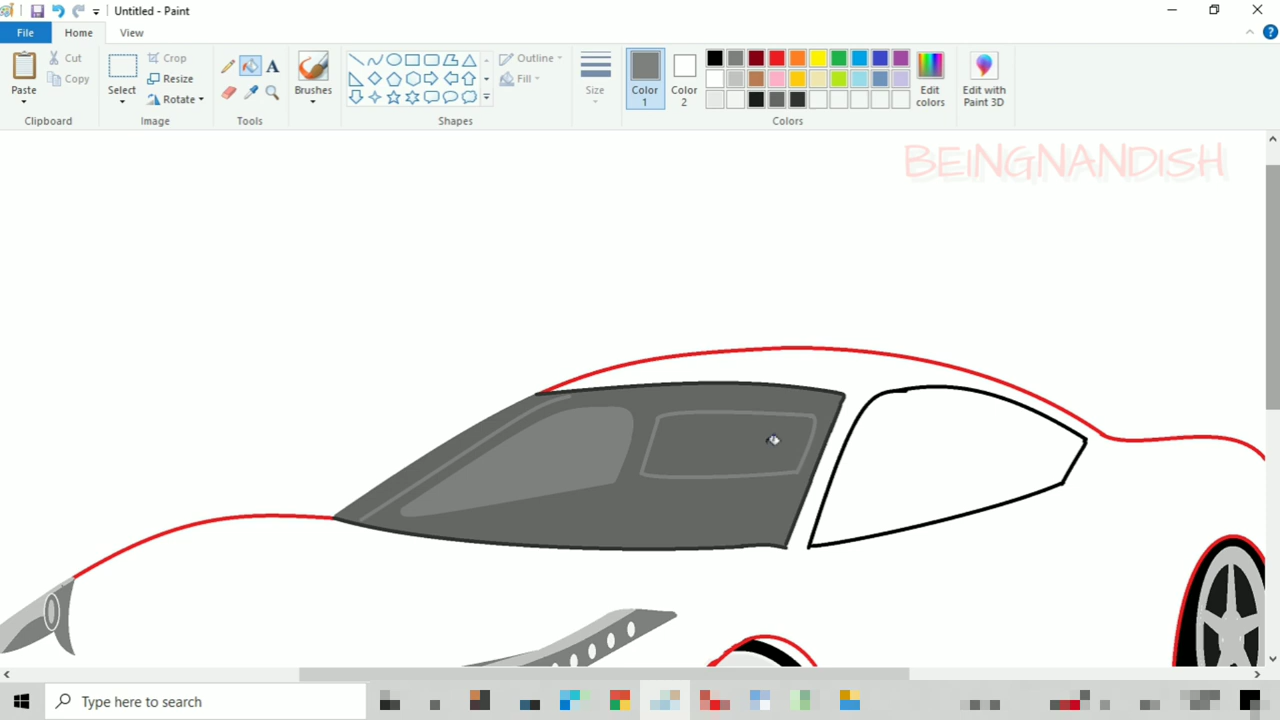 Untitled - Paint
File
Home
View
Paste
Cut
Copy
Clipboard
Select
Crop
Resize
Rotate
Image
A
Tools
Brushes
Shapes
Outline
Fill
Size
Color 1
Color 2
Edit colors
Colors
Edit with Paint 3D
?
BEINGNANDISH
Type here to search